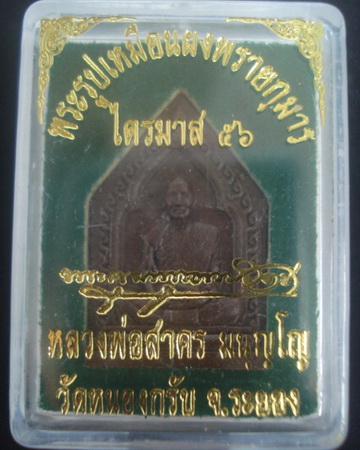 พระรูปเหมือนผงพรายกุมาร
ไตรมาส ๕๖
หลวงพ่อสาคร มนุญฺโญ
วัดหนองกรับ จ.ระยอง